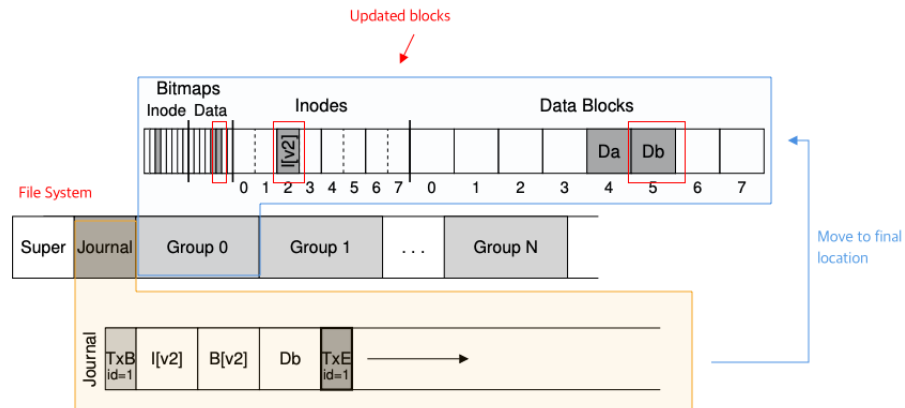 Updated blocks
Bitmaps
Inode Data
Inodes
Data Blocks
I[v2]
Da
Db
0 1 2 3 4 5 6 7 0 1 2 3 4 5 6 7
File System
Super
Journal
Group 0
Group 1
. . .
Group N
Move to final
location
Journal
TxB
id=1
I[v2]
B[v2]
Db
TxE
id=1